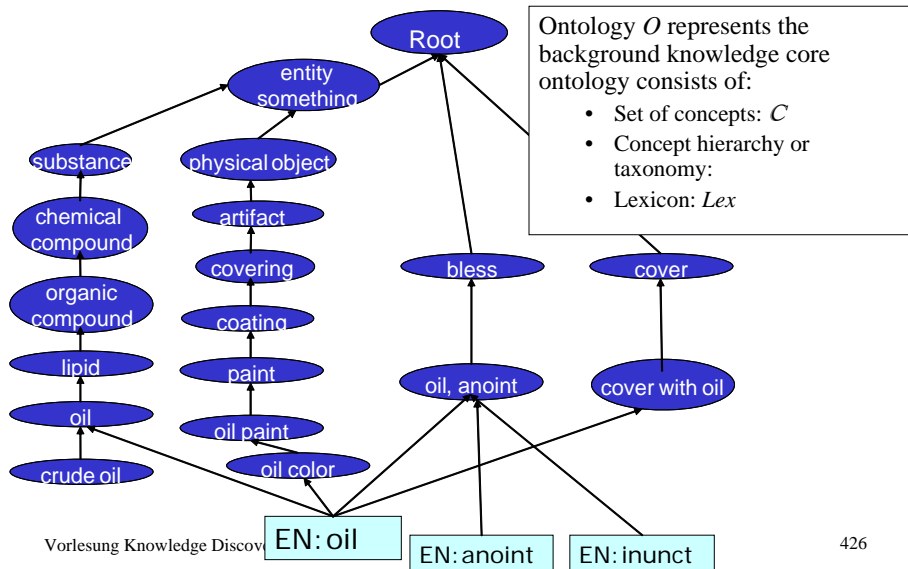 Root
Ontology O represents the
background knowledge core
ontology consists of:
• Set of concepts: C
• Concept hierarchy or
taxonomy:
• Lexicon: Lex
entity
something
substance
physical object
chemical
compound
artifact
covering
bless
cover
organic
compound
coating
lipid
paint
oil, anoint
cover with oil
oil
oil paint
crude oil
oil color
Vorlesung Knowledge
EN: oil
EN: anoint
EN: inunct
426